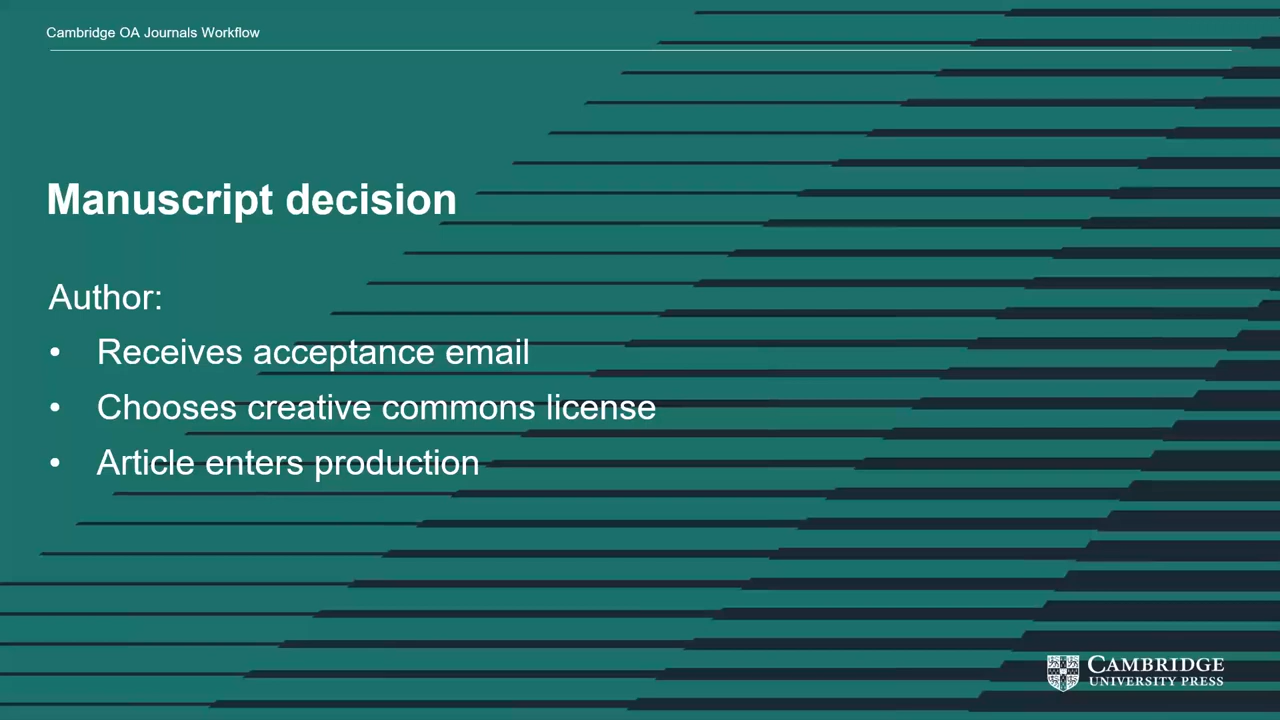 Cambridge OA Journals Workflow
Manuscript decision
Author:
• Receives acceptance email
• Chooses creative commons license
• Article enters production
CAMBRIDGE
UNIVERSITY PRESS